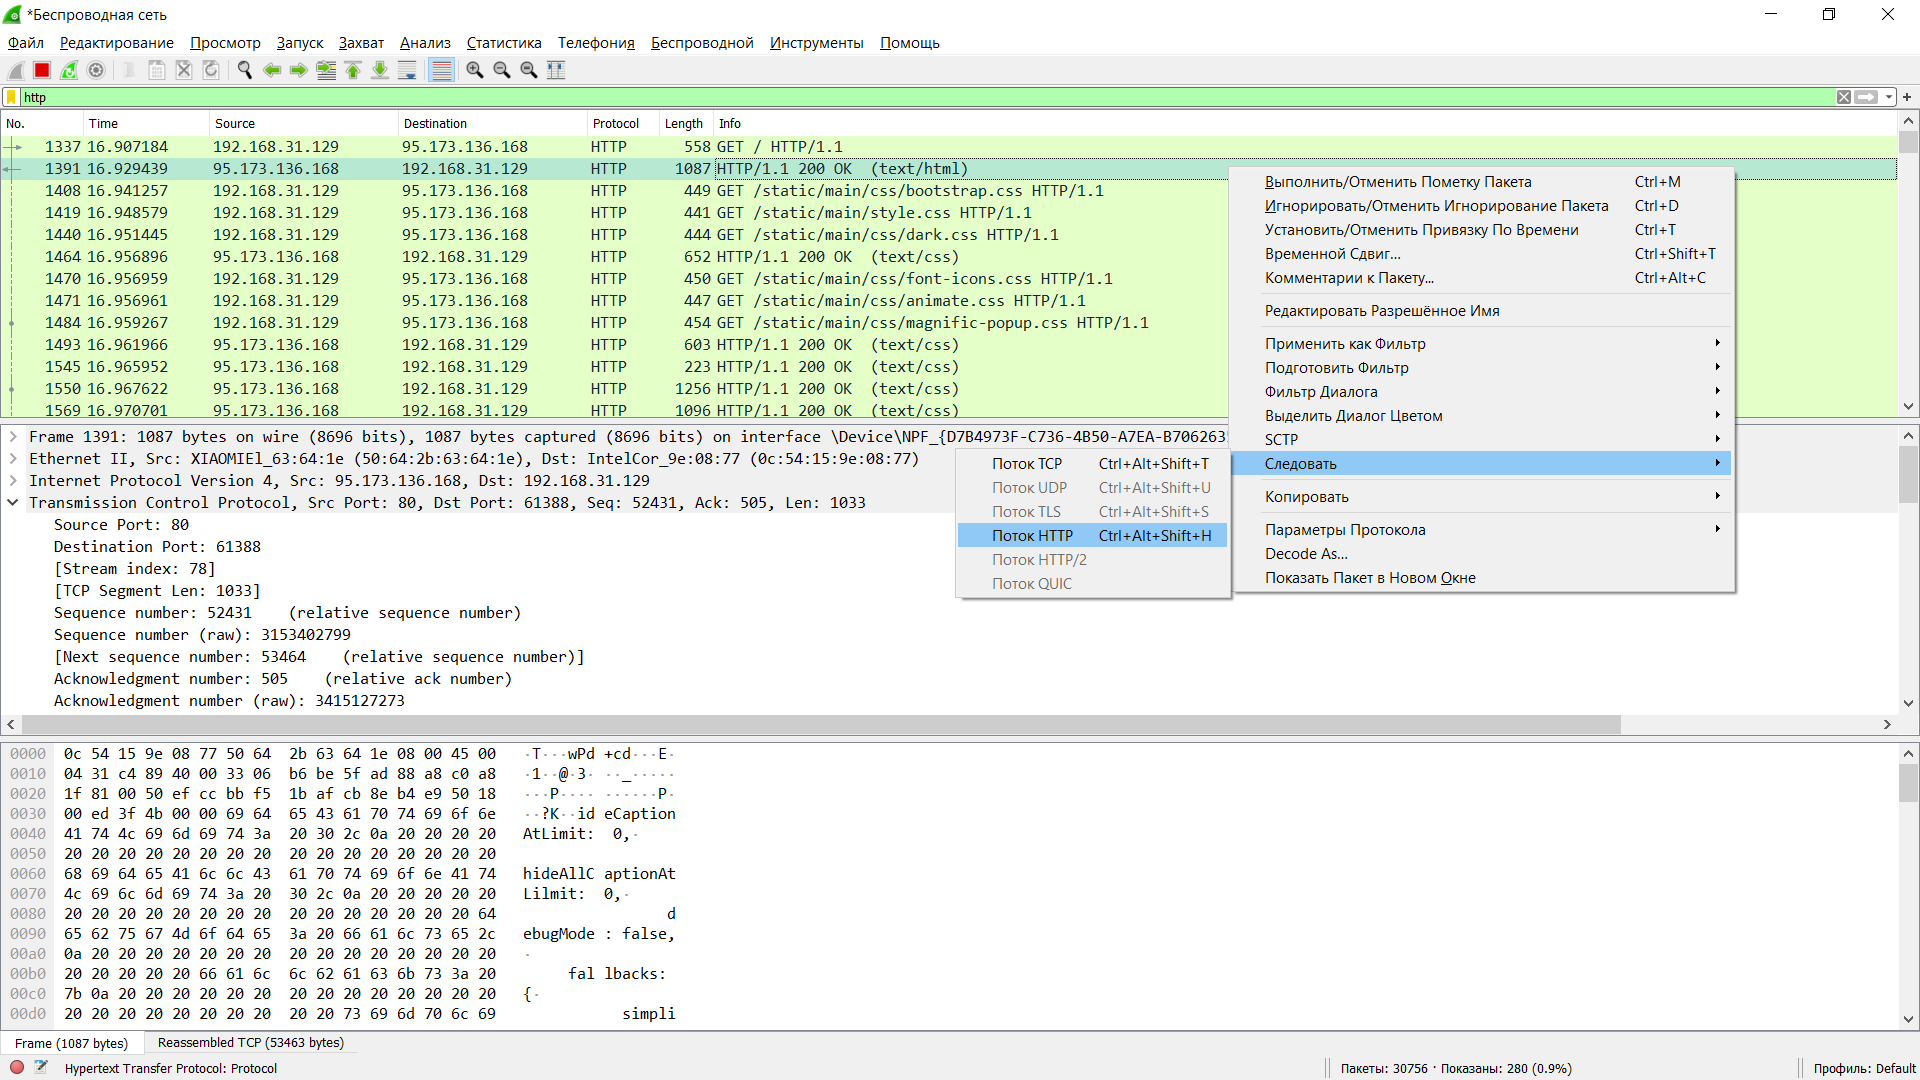 *Беспроводная сеть
Файл Редактирование Просмотр Запуск Захват Анализ Статистика Телефония Беспроводной Инструменты Помощь
http
No. Time Source Destination Protocol Length Info
1337 16.907184 192.168.31.129 95.173.136.168 HTTP 558 GET / HTTP/1.1
1391 16.929439 95.173.136.168 192.168.31.129 HTTP 1087 HTTP/1.1 200 OK (text/html)
1408 16.941257 192.168.31.129 95.173.136.168 HTTP 449 GET /static/main/css/bootstrap.css HTTP/1.1
1419 16.948579 192.168.31.129 95.173.136.168 HTTP 441 GET /static/main/style.css HTTP/1.1
1440 16.951445 192.168.31.129 95.173.136.168 HTTP 444 GET /static/main/css/dark.css HTTP/1.1
1464 16.956896 95.173.136.168 192.168.31.129 HTTP 652 HTTP/1.1 200 OK (text/css)
1470 16.956959 192.168.31.129 95.173.136.168 HTTP 450 GET /static/main/css/font-icons.css HTTP/1.1
1471 16.956961 192.168.31.129 95.173.136.168 HTTP 447 GET /static/main/css/animate.css HTTP/1.1
1484 16.959267 192.168.31.129 95.173.136.168 HTTP 454 GET /static/main/css/magnific-popup.css HTTP/1.1
1493 16.961966 95.173.136.168 192.168.31.129 HTTP 603 HTTP/1.1 200 OK (text/css)
1545 16.965952 95.173.136.168 192.168.31.129 HTTP 223 HTTP/1.1 200 OK (text/css)
1550 16.967622 95.173.136.168 192.168.31.129 HTTP 1256 HTTP/1.1 200 OK (text/css)
1569 16.970701 95.173.136.168 192.168.31.129 HTTP 1096 HTTP/1.1 200 OK (text/css)
Выполнить/Отменить Пометку Пакета Ctrl+M
Игнорировать/Отменить Игнорирование Пакета Ctrl+D
Установить/Отменить Привязку По Времени Ctrl+T
Временной Сдвиг... Ctrl+Shift+T
Комментарии к Пакету... Ctrl+Alt+C
Редактировать Разрешённое Имя
Применить как Фильтр
Подготовить Фильтр
Фильтр Диалога
Выделить Диалог Цветом
SCTP
Следовать
Копировать
Параметры Протокола
Decode As...
Показать Пакет в Новом Окне
Поток TCP Ctrl+Alt+Shift+T
Поток UDP Ctrl+Alt+Shift+U
Поток TLS Ctrl+Alt+Shift+S
Поток HTTP Ctrl+Alt+Shift+H
Поток HTTP/2
Поток QUIC
Frame 1391: 1087 bytes on wire (8696 bits), 1087 bytes captured (8696 bits) on interface \Device\NPF_{D7B4973F-C736-4B50-A7EA-B706263
Ethernet II, Src: XIAOMIEl_63:64:1e (50:64:2b:63:64:1e), Dst: IntelCor_9e:08:77 (0c:54:15:9e:08:77)
Internet Protocol Version 4, Src: 95.173.136.168, Dst: 192.168.31.129
Transmission Control Protocol, Src Port: 80, Dst Port: 61388, Seq: 52431, Ack: 505, Len: 1033
Source Port: 80
Destination Port: 61388
[Stream index: 78]
[TCP Segment Len: 1033]
Sequence number: 52431 (relative sequence number)
Sequence number (raw): 3153402799
[Next sequence number: 53464 (relative sequence number)]
Acknowledgment number: 505 (relative ack number)
Acknowledgment number (raw): 3415127273
0000 0c 54 15 9e 08 77 50 64 2b 63 64 1e 08 00 45 00 ·T···wPd +cd···E·
0010 04 31 c4 89 40 00 33 06 b6 be 5f ad 88 a8 c0 a8 ·1··@·3· ··_·····
0020 1f 81 00 50 ef cc bb f5 1b af cb 8e b4 e9 50 18 ···P···· ······P·
0030 00 ed 3f 4b 00 00 69 64 65 43 61 70 74 69 6f 6e ··?K··id eCaption
0040 41 74 4c 69 6d 69 74 3a 20 30 2c 0a 20 20 20 20 AtLimit: 0,·
0050 20 20 20 20 20 20 20 20 20 20 20 20 20 20 20 20
0060 68 69 64 65 41 6c 6c 43 61 70 74 69 6f 6e 41 74 hideAllC aptionAt
0070 4c 69 6c 6d 69 74 3a 20 30 2c 0a 20 20 20 20 20 Lilmit: 0,·
0080 20 20 20 20 20 20 20 20 20 20 20 20 20 20 20 64 d
0090 65 62 75 67 4d 6f 64 65 3a 20 66 61 6c 73 65 2c ebugMode : false,
00a0 0a 20 20 20 20 20 20 20 20 20 20 20 20 20 20 20 ·
00b0 20 20 20 20 20 66 61 6c 6c 62 61 63 6b 73 3a 20 fal lbacks:
00c0 7b 0a 20 20 20 20 20 20 20 20 20 20 20 20 20 20 {·
00d0 20 20 20 20 20 20 20 20 20 20 73 69 6d 70 6c 69 simpli
Frame (1087 bytes) Reassembled TCP (53463 bytes)
Hypertext Transfer Protocol: Protocol Пакеты: 30756 · Показаны: 280 (0.9%) Профиль: Default